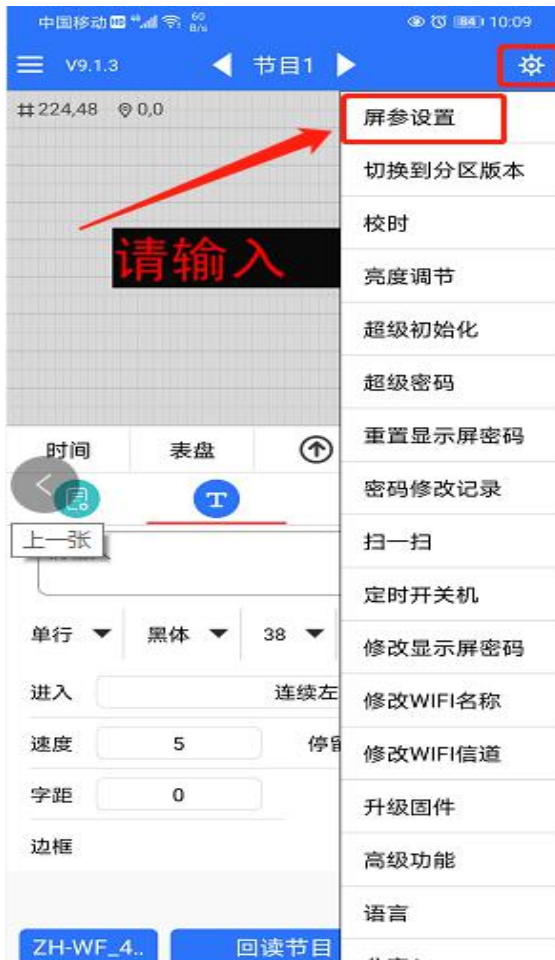 中国移动 HD 46 60 B/s 84 10:09
V9.1.3 节目1
224,48 0,0
屏参设置
切换到分区版本
校时
请输入
亮度调节
超级初始化
超级密码
时间 表盘
重置显示屏密码
T
密码修改记录
上一张
扫一扫
定时开关机
单行 黑体 38
修改显示屏密码
进入 连续左
修改WIFI名称
速度 5 停留
修改WIFI信道
字距 0
升级固件
边框
高级功能
语言
ZH-WF_4.. 回读节目